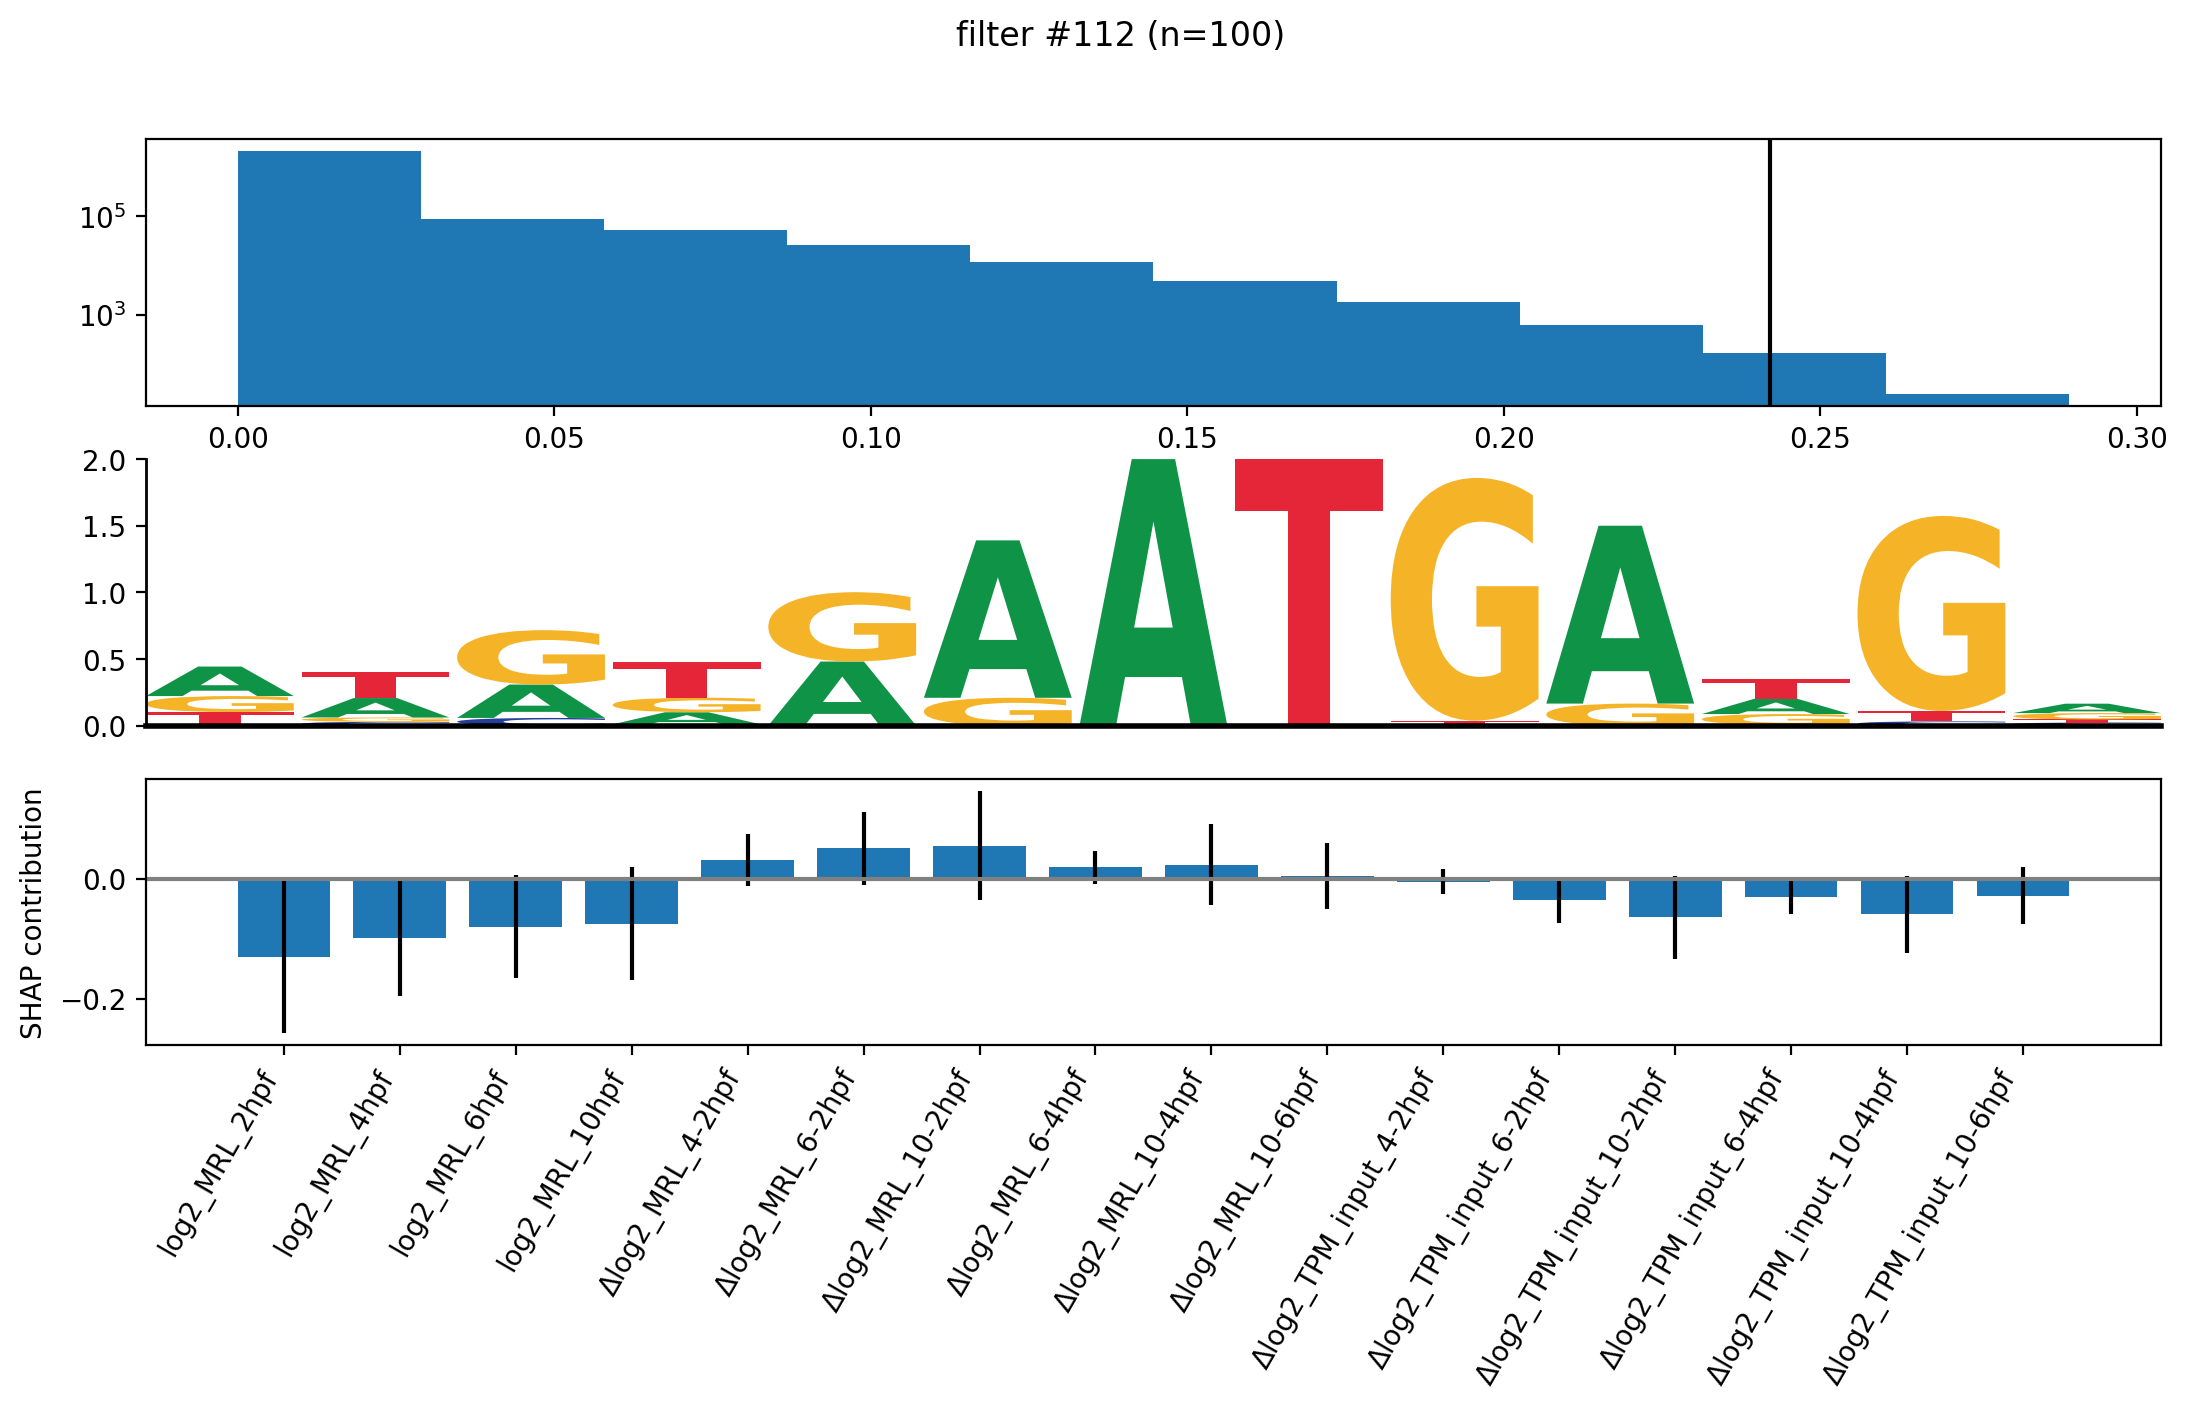 filter #112 (n=100)
10^5
10^3
0.00 0.05 0.10 0.15 0.20 0.25 0.30
2.0
1.5
1.0
0.5
0.0
SHAP contribution
0.0
−0.2
log2_MRL_2hpf
log2_MRL_4hpf
log2_MRL_6hpf
log2_MRL_10hpf
Δlog2_MRL_4-2hpf
Δlog2_MRL_6-2hpf
Δlog2_MRL_10-2hpf
Δlog2_MRL_6-4hpf
Δlog2_MRL_10-4hpf
Δlog2_MRL_10-6hpf
Δlog2_TPM_input_4-2hpf
Δlog2_TPM_input_6-2hpf
Δlog2_TPM_input_10-2hpf
Δlog2_TPM_input_6-4hpf
Δlog2_TPM_input_10-4hpf
Δlog2_TPM_input_10-6hpf